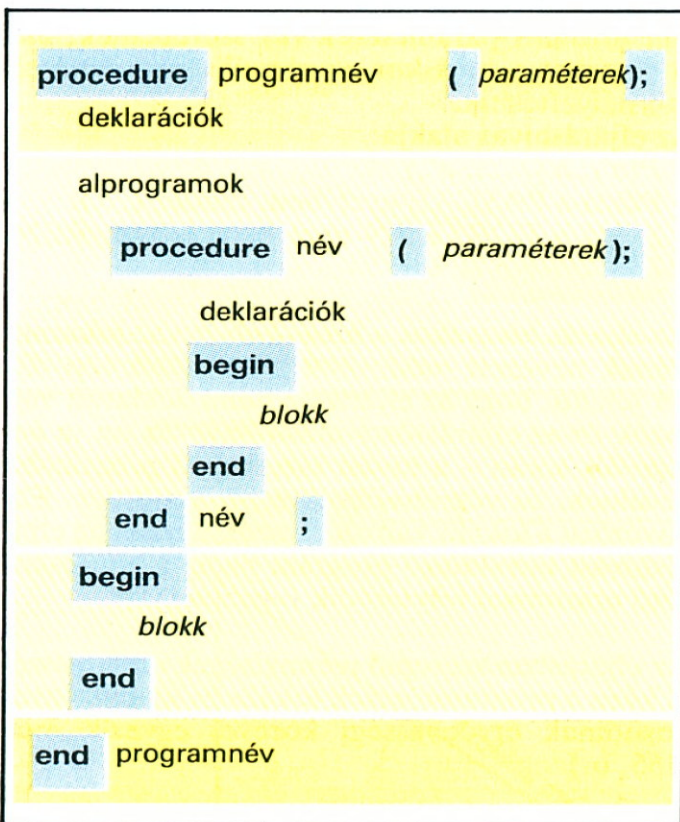 procedure programnév ( paraméterek);
deklarációk
alprogramok
procedure név ( paraméterek);
deklarációk
begin
blokk
end
end név ;
begin
blokk
end
end programnév